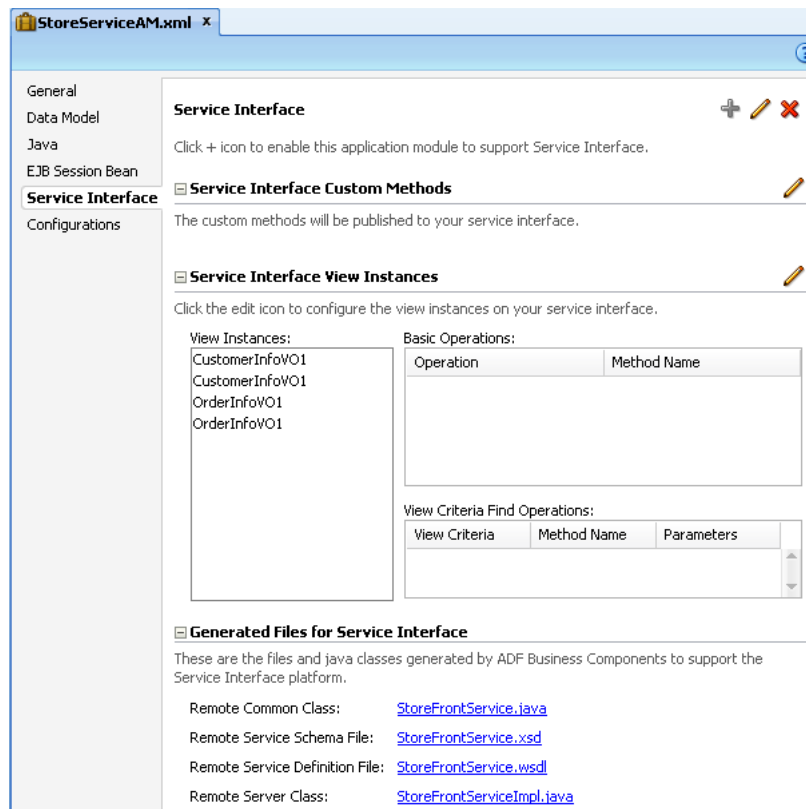 StoreServiceAM.xml x
General
Data Model
Java
EJB Session Bean
Service Interface
Configurations
Service Interface
Click + icon to enable this application module to support Service Interface.
Service Interface Custom Methods
The custom methods will be published to your service interface.
Service Interface View Instances
Click the edit icon to configure the view instances on your service interface.
View Instances:
CustomerInfoVO1
CustomerInfoVO1
OrderInfoVO1
OrderInfoVO1
Basic Operations:
Operation Method Name
View Criteria Find Operations:
View Criteria Method Name Parameters
Generated Files for Service Interface
These are the files and java classes generated by ADF Business Components to support the
Service Interface platform.
Remote Common Class: StoreFrontService.java
Remote Service Schema File: StoreFrontService.xsd
Remote Service Definition File: StoreFrontService.wsdl
Remote Server Class: StoreFrontServiceImpl.java